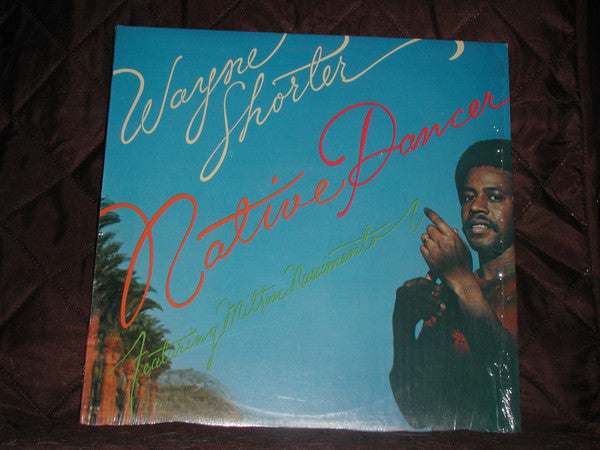 Wayne
Shorter
Native Dancer
featuring Milton Nascimento